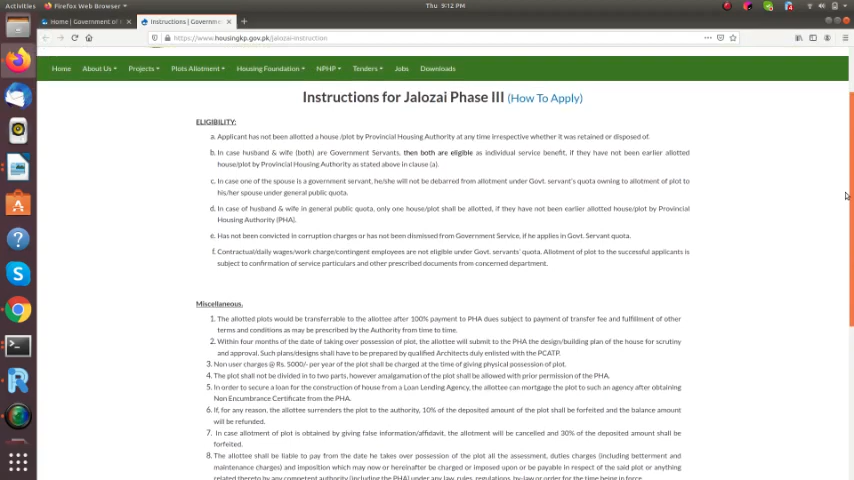 Activities
Firefox Web Browser
Thu 9:12 PM
Home | Government of
Instructions | Governme
https://www.housingkp.gov.pk/jalozai-instruction
Home About Us Projects Plots Allotment Housing Foundation NPHP Tenders Jobs Downloads
Instructions for Jalozai Phase III (How To Apply)
ELIGIBILITY:
a. Applicant has not been allotted a house /plot by Provincial Housing Authority at any time irrespective whether it was retained or disposed of.
b. In case husband & wife (both) are Government Servants, then both are eligible as individual service benefit, if they have not been earlier allotted
house/plot by Provincial Housing Authority as stated above in clause (a).
c. In case one of the spouse is a government servant, he/she will not be debarred from allotment under Govt. servant's quota owning to allotment of plot to
his/her spouse under general public quota.
d. In case of husband & wife in general public quota, only one house/plot shall be allotted, if they have not been earlier allotted house/plot by Provincial
Housing Authority (PHA).
e. Has not been convicted in corruption charges or has not been dismissed from Government Service, if he applies in Govt. Servant quota.
f. Contractual/daily wages/work charge/contingent employees are not eligible under Govt. servants' quota. Allotment of plot to the successful applicants is
subject to confirmation of service particulars and other prescribed documents from concerned department.
Miscellaneous.
1. The allotted plots would be transferrable to the allottee after 100% payment to PHA dues subject to payment of transfer fee and fulfillment of other
terms and conditions as may be prescribed by the Authority from time to time.
2. Within four months of the date of taking over possession of plot, the allottee will submit to the PHA the design/building plan of the house for scrutiny
and approval. Such plans/designs shall have to be prepared by qualified Architects duly enlisted with the PCATP.
3. Non user charges @ Rs. 5000/- per year of the plot shall be charged at the time of giving physical possession of plot.
4. The plot shall not be divided in to two parts, however amalgamation of the plot shall be allowed with prior permission of the PHA.
5. In order to secure a loan for the construction of house from a Loan Lending Agency, the allottee can mortgage the plot to such an agency after obtaining
Non Encumbrance Certificate from the PHA.
6. If, for any reason, the allottee surrenders the plot to the authority, 10% of the deposited amount of the plot shall be forfeited and the balance amount
will be refunded.
7. In case allotment of plot is obtained by giving false information/affidavit, the allotment will be cancelled and 30% of the deposited amount shall be
forfeited.
8. The allottee shall be liable to pay from the date he takes over possession of the plot all the assessment, duties charges (including betterment and
maintenance charges) and imposition which may now or hereinafter be charged or imposed upon or be payable in respect of the said plot or anything
related thereto by any competent authority (including the PHA) under any law, rules, regulations, by-law or order for the time being in force.